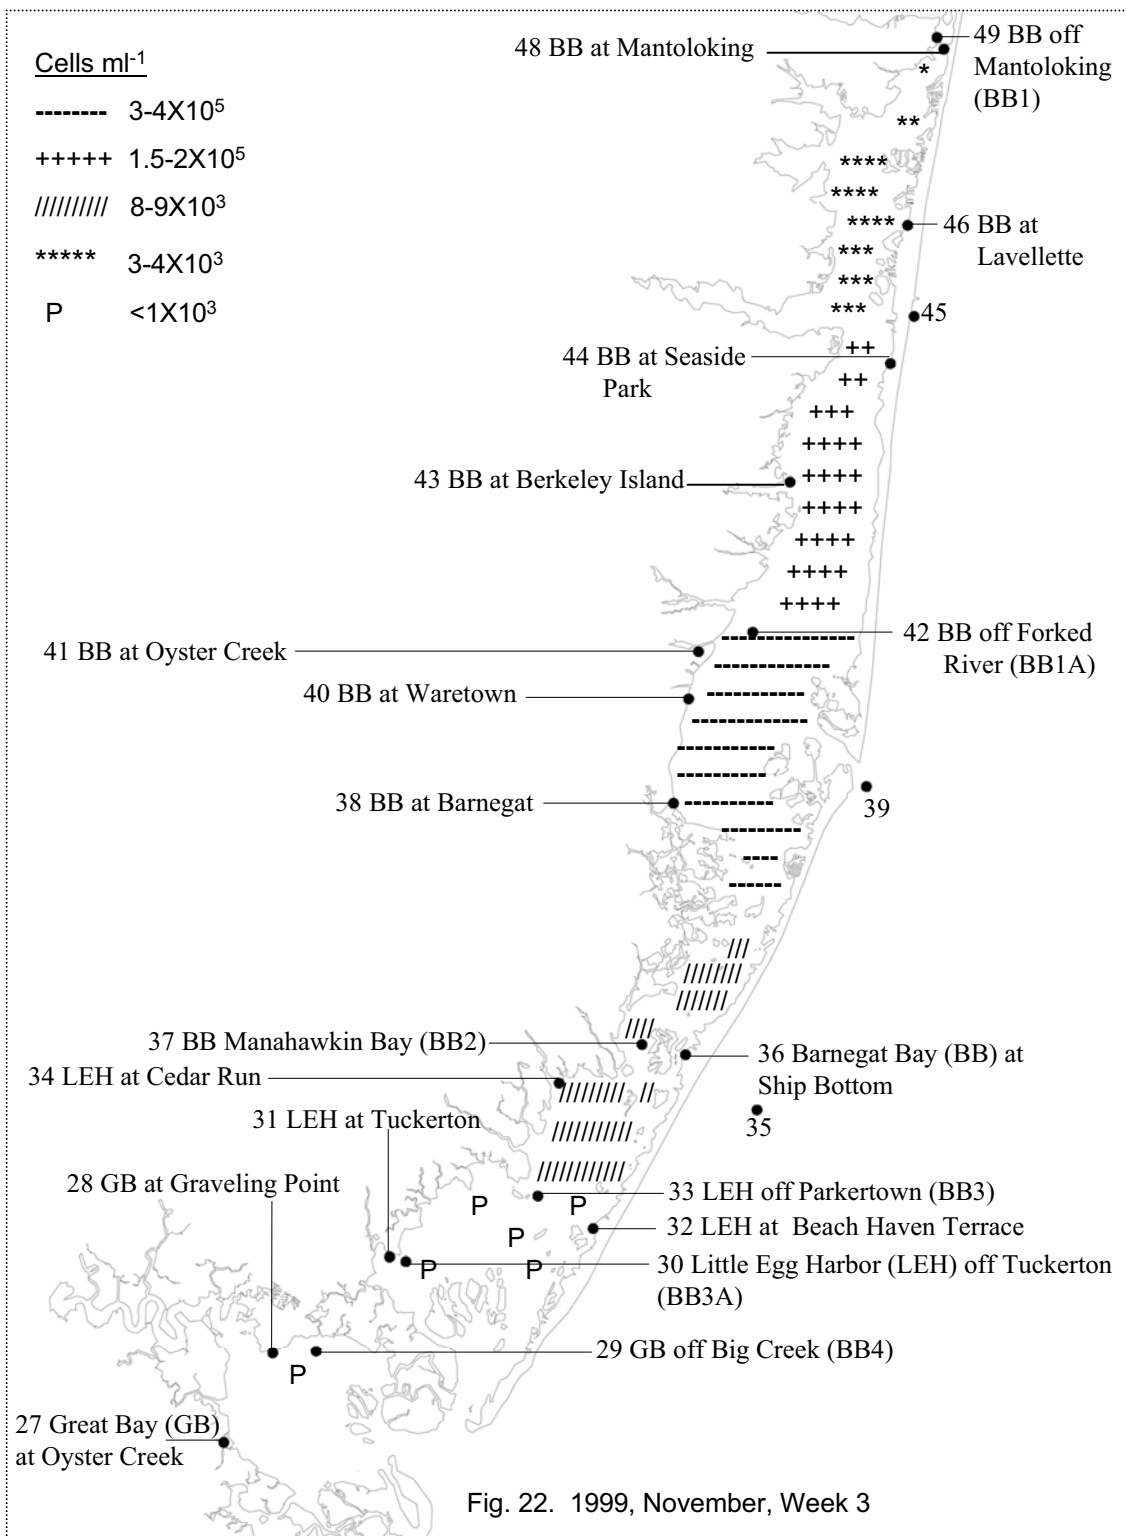 Cells ml-1
-------- 3-4X105
+++++ 1.5-2X105
////////// 8-9X103
***** 3-4X103
P <1X103
48 BB at Mantoloking
49 BB off
Mantoloking
(BB1)
*
**
****
****
****
46 BB at
Lavellette
***
***
***
45
++
44 BB at Seaside
Park
++
+++
++++
43 BB at Berkeley Island
++++
++++
++++
++++
++++
42 BB off Forked
River (BB1A)
41 BB at Oyster Creek
40 BB at Waretown
38 BB at Barnegat
39
///
////////
///////
////
37 BB Manahawkin Bay (BB2)
36 Barnegat Bay (BB) at
Ship Bottom
34 LEH at Cedar Run
///////// //
35
31 LEH at Tuckerton
///////////
////////////
28 GB at Graveling Point
33 LEH off Parkertown (BB3)
P P
32 LEH at Beach Haven Terrace
P
P P
30 Little Egg Harbor (LEH) off Tuckerton
(BB3A)
29 GB off Big Creek (BB4)
P
27 Great Bay (GB)
at Oyster Creek
Fig. 22. 1999, November, Week 3